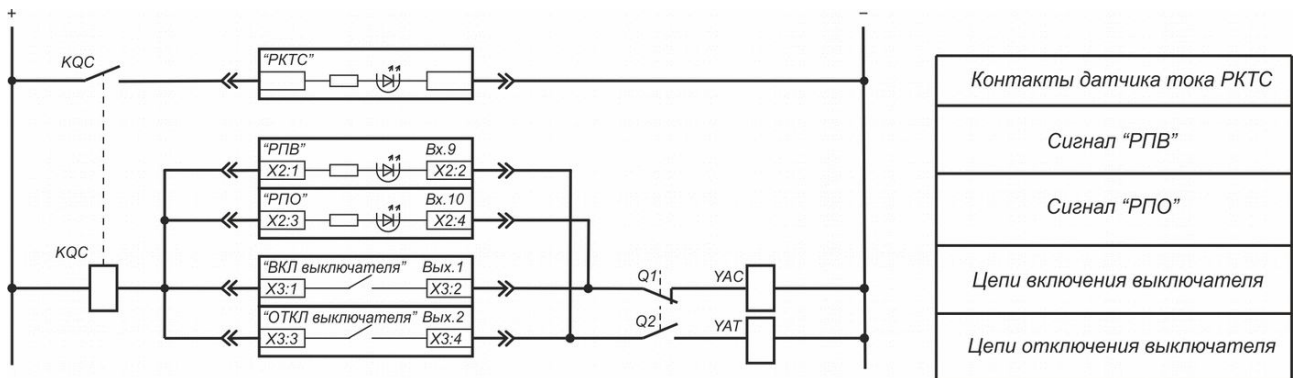 +
−
KQC
"РКТС"
"РПВ" Вх.9
X2:1 X2:2
"РПО" Вх.10
X2:3 X2:4
KQC
"ВКЛ выключателя" Вых.1
X3:1 X3:2
"ОТКЛ выключателя" Вых.2
X3:3 X3:4
Q1 YAC
Q2 YAT
Контакты датчика тока РКТС
Сигнал "РПВ"
Сигнал "РПО"
Цепи включения выключателя
Цепи отключения выключателя